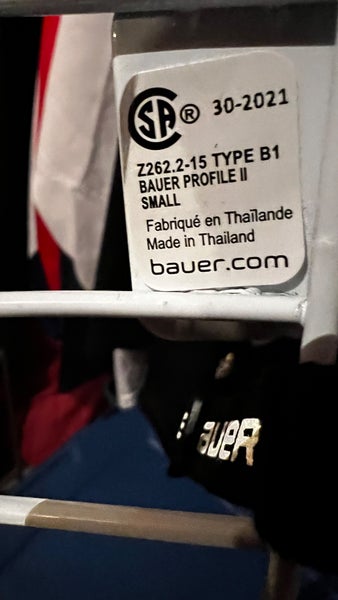 CSA ® 30-2021
Z262.2-15 TYPE B1
BAUER PROFILE II
SMALL
Fabriqué en Thaïlande
Made in Thailand
bauer.com
BAUER